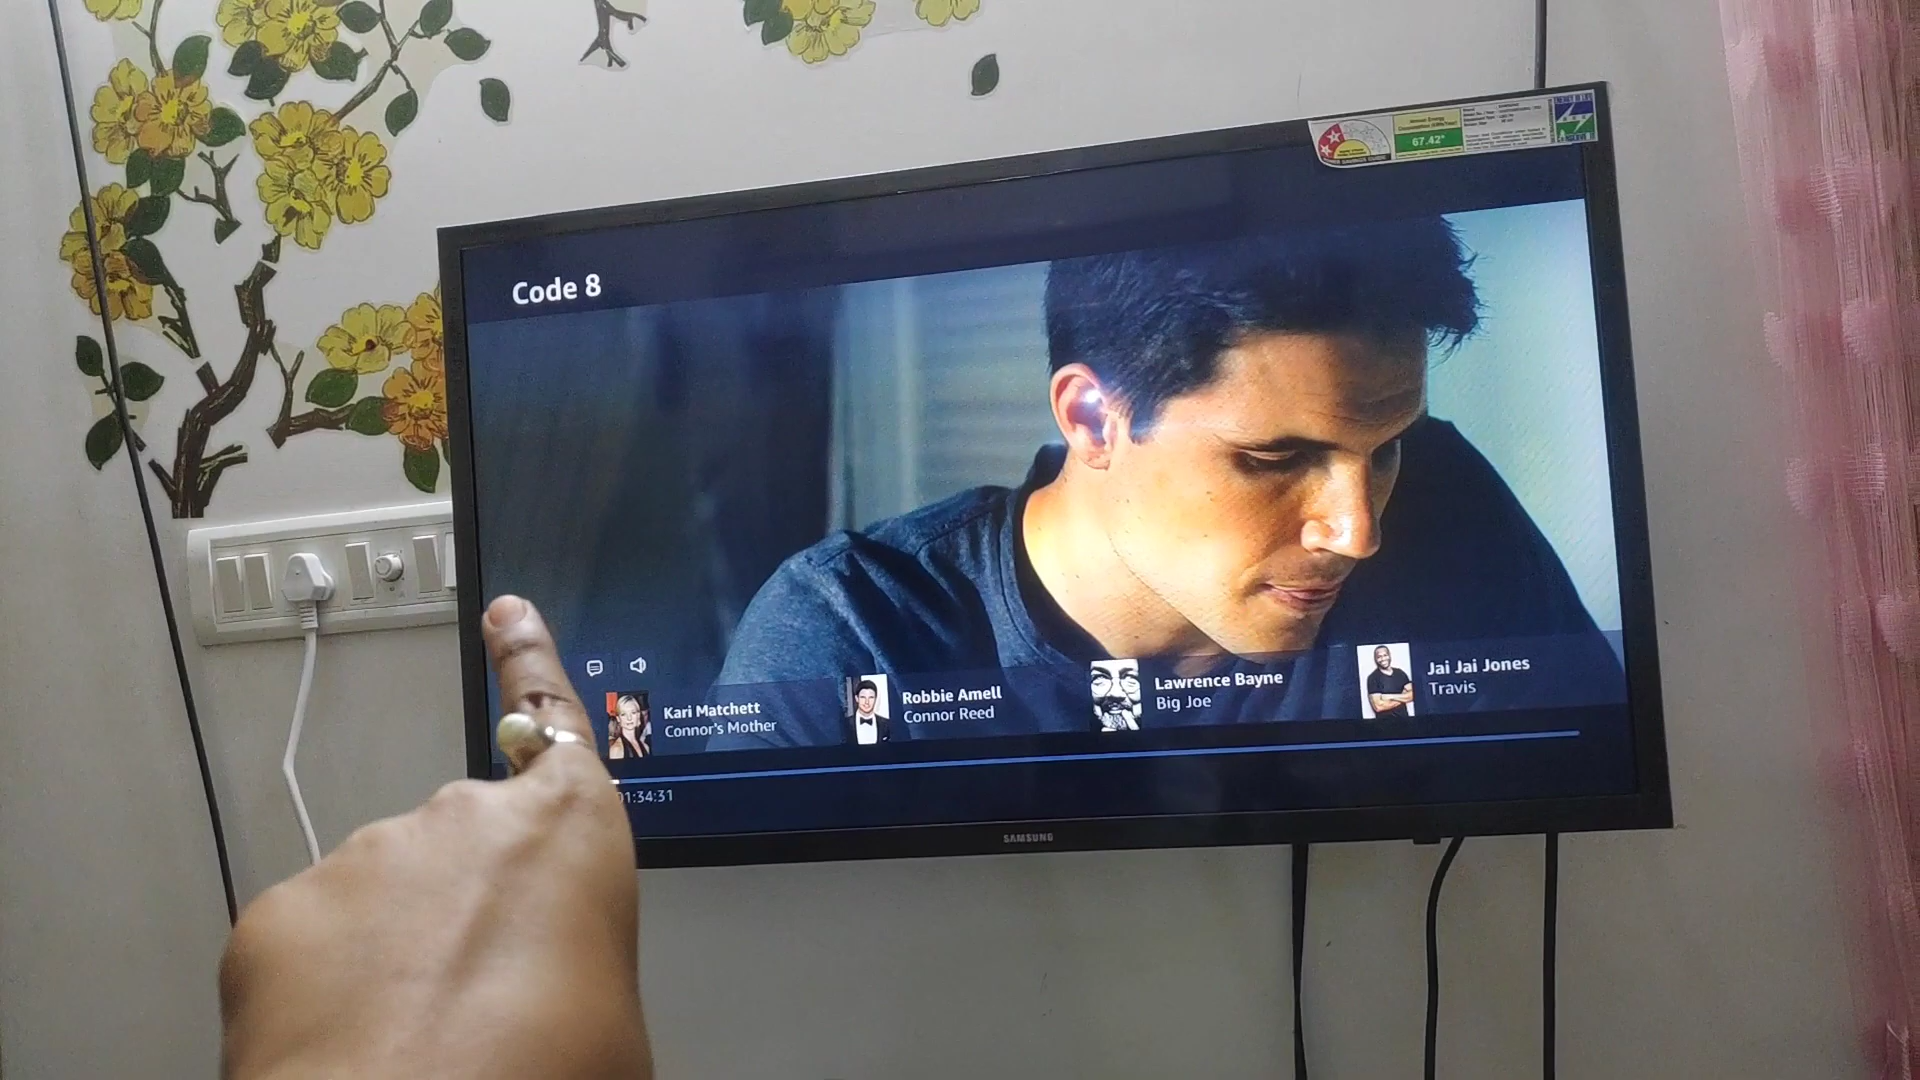 67.42*
Code 8
Kari Matchett
Connor's Mother
Robbie Amell
Connor Reed
Lawrence Bayne
Big Joe
Jai Jai Jones
Travis
01:34:31
SAMSUNG